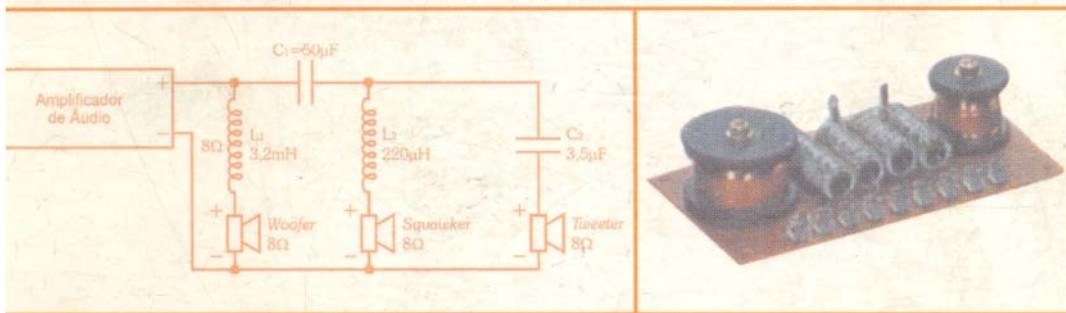 C₁=50μF
+
Amplificador
de Áudio
−
8Ω
L₁
3,2mH
L₂
220μH
C₂
3,5μF
+
Woofer
8Ω
−
+
Squaicker
8Ω
−
+
Tweeter
8Ω
−